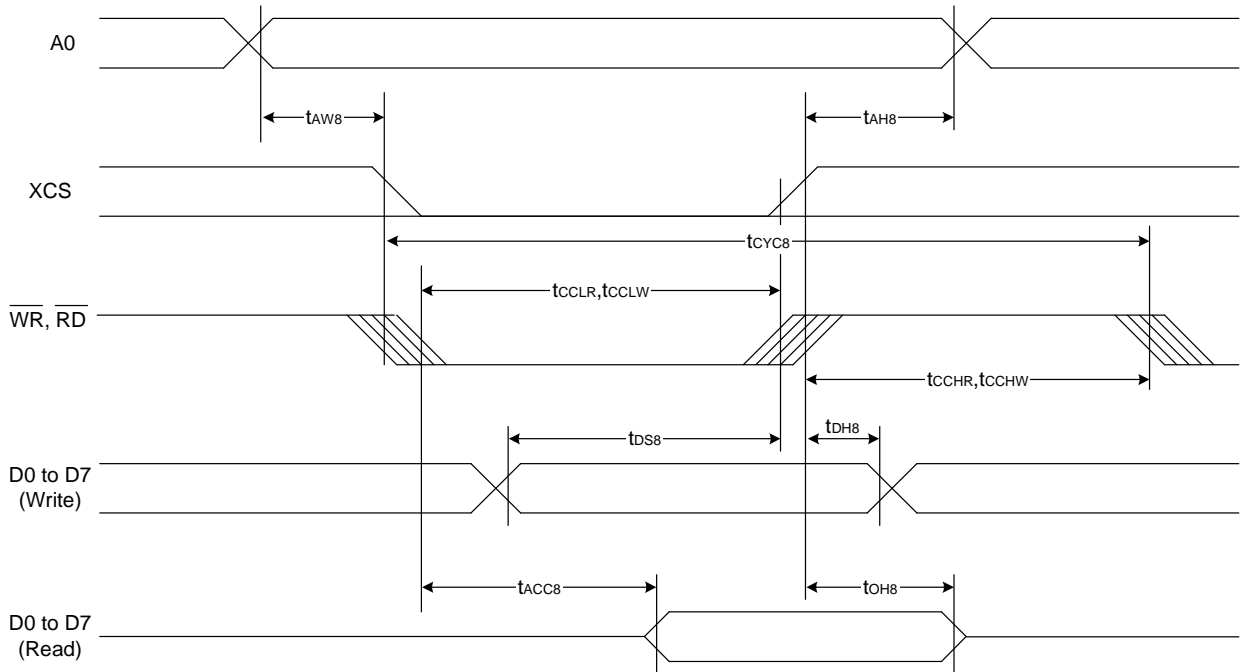 A0
tAW8
tAH8
XCS
tCYC8
tCCLR,tCCLW
WR, RD
tCCHR,tCCHW
tDS8
tDH8
D0 to D7
(Write)
tACC8
tOH8
D0 to D7
(Read)